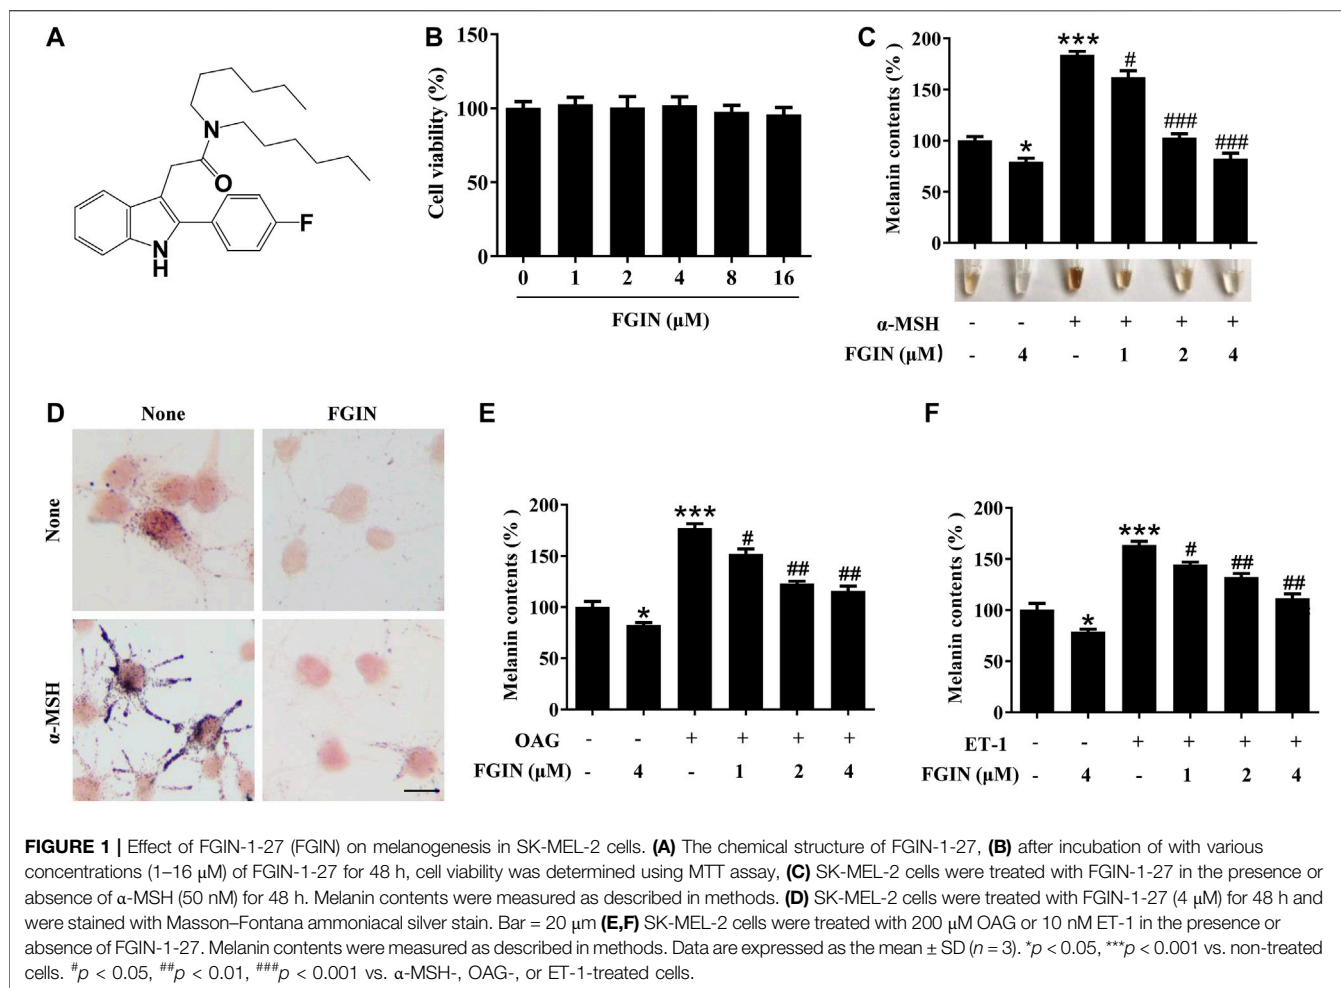 A
N
O
N
H
F
B
150
100
50
0
Cell viability (%)
0 1 2 4 8 16
FGIN (μM)
C
200
150
100
50
0
Melanin contents (% )
* *** # ### ###
α-MSH - - + + + +
FGIN (μM) - 4 - 1 2 4
D
None FGIN
None
α-MSH
E
200
150
100
50
0
Melanin contents (% )
* *** # ## ##
OAG - - + + + +
FGIN (μM) - 4 - 1 2 4
F
200
150
100
50
0
Melanin contents (% )
* *** # ## ##
ET-1 - - + + + +
FGIN (μM) - 4 - 1 2 4
FIGURE 1 | Effect of FGIN-1-27 (FGIN) on melanogenesis in SK-MEL-2 cells. (A) The chemical structure of FGIN-1-27, (B) after incubation of with various
concentrations (1–16 μM) of FGIN-1-27 for 48 h, cell viability was determined using MTT assay, (C) SK-MEL-2 cells were treated with FGIN-1-27 in the presence or
absence of α-MSH (50 nM) for 48 h. Melanin contents were measured as described in methods. (D) SK-MEL-2 cells were treated with FGIN-1-27 (4 μM) for 48 h and
were stained with Masson–Fontana ammoniacal silver stain. Bar = 20 μm (E,F) SK-MEL-2 cells were treated with 200 μM OAG or 10 nM ET-1 in the presence or
absence of FGIN-1-27. Melanin contents were measured as described in methods. Data are expressed as the mean ± SD (n = 3). *p < 0.05, ***p < 0.001 vs. non-treated
cells. #p < 0.05, ##p < 0.01, ###p < 0.001 vs. α-MSH-, OAG-, or ET-1-treated cells.